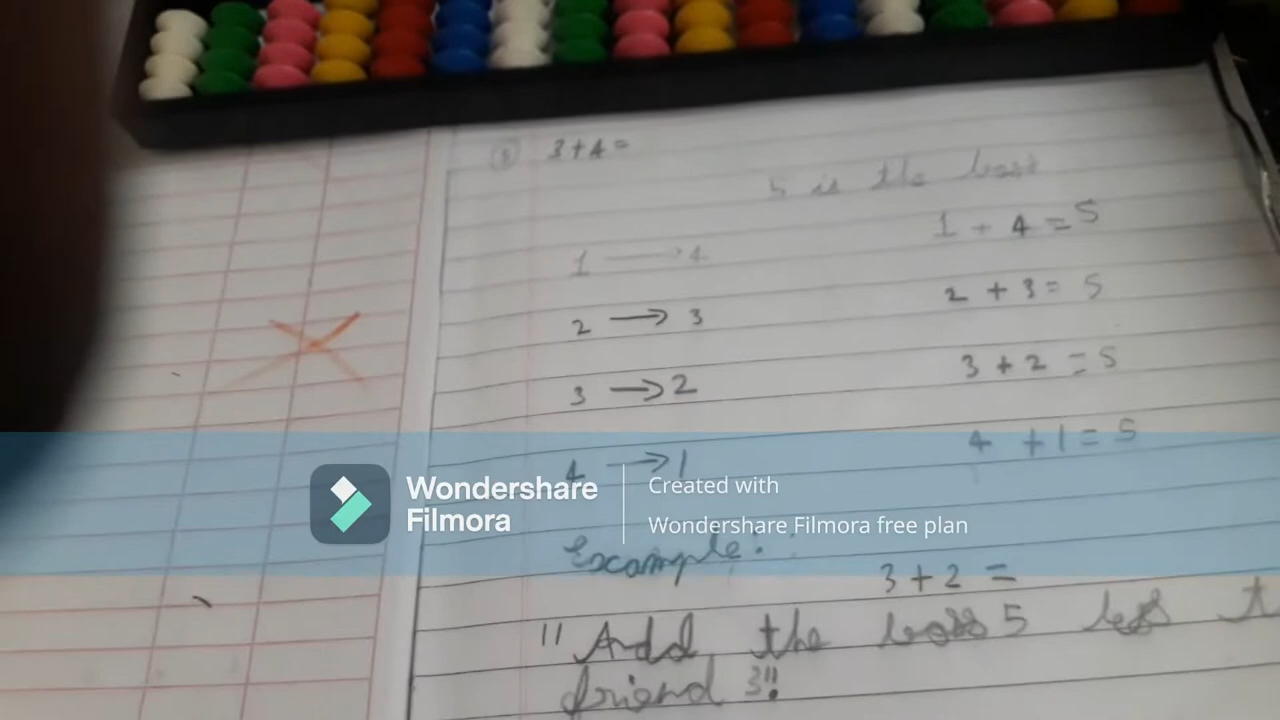 3+4=
5 is the boss
1 → 4
1 + 4 = 5
2 → 3
2 + 3 = 5
3 → 2
3 + 2 = 5
4 → 1
4 + 1 = 5
Wondershare
Filmora
Created with
Wondershare Filmora free plan
Example:
3+2 =
"Add the boss 5 less
friend 3"